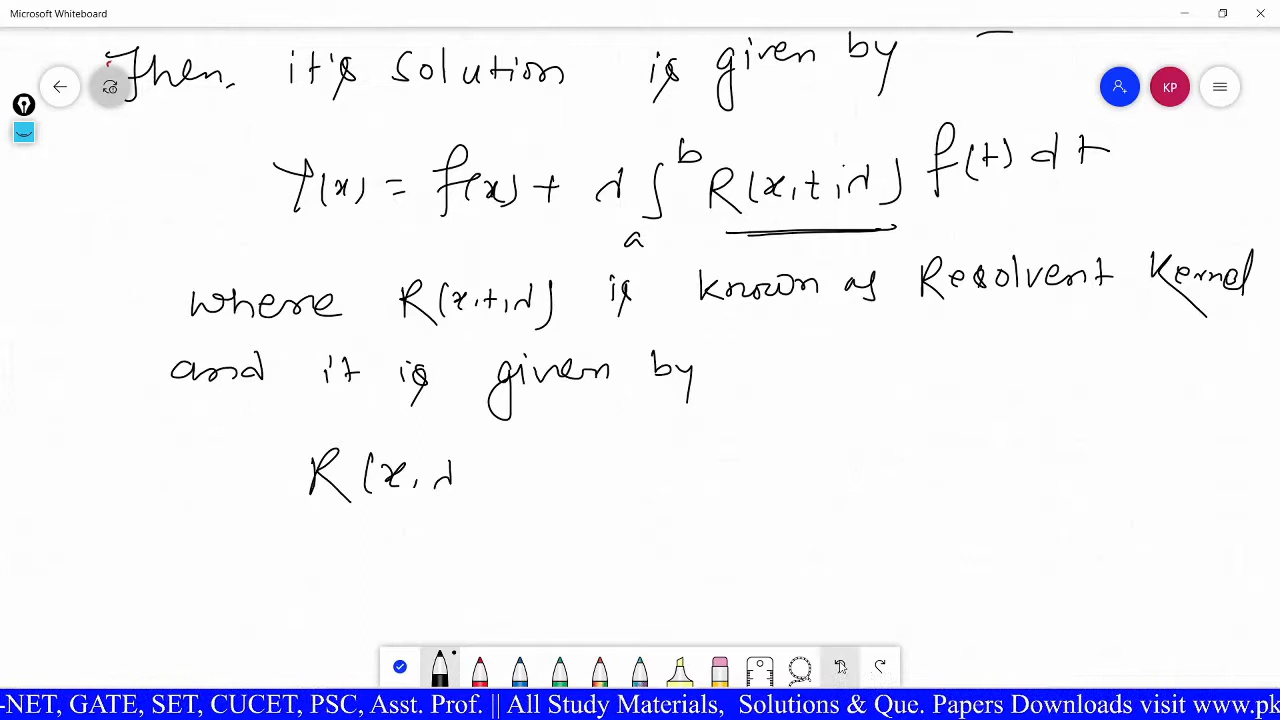 Microsoft Whiteboard
Then. it's solution is given by
KP
Y(x) = f(x) + λ ∫_a^b R(x,t,λ) f(t) dt
where R(x,t,λ) is known as Resolvent Kernel
and it is given by
R(x, λ
-NET, GATE, SET, CUCET, PSC, Asst. Prof. || All Study Materials, Solutions & Que. Papers Downloads visit www.pk